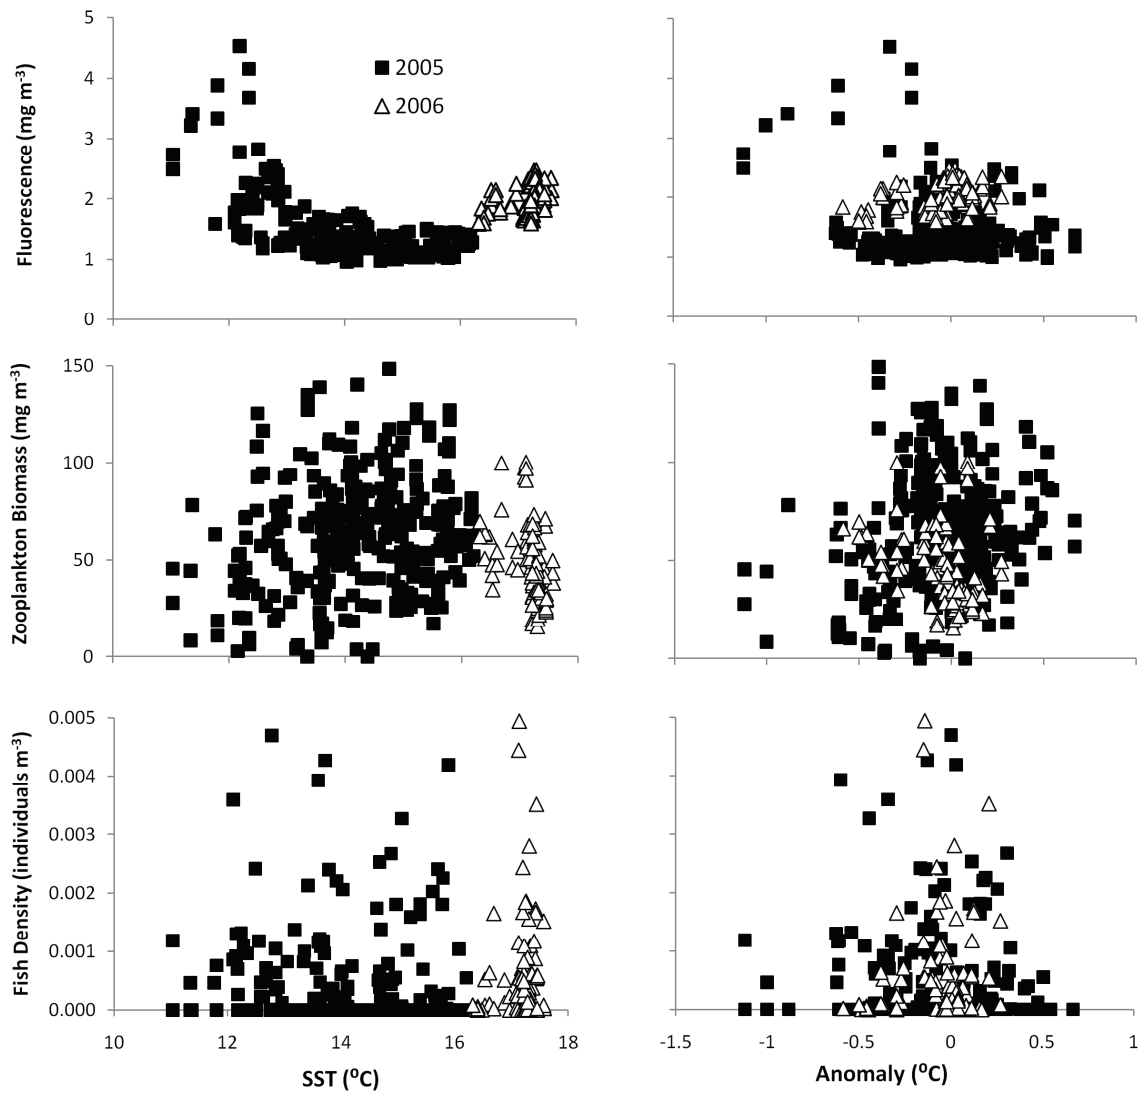 Fluorescence (mg m⁻³)
5
4
3
2
1
0
2005
2006
Zooplankton Biomass (mg m⁻³)
150
100
50
0
Fish Density (individuals m⁻³)
0.005
0.004
0.003
0.002
0.001
0.000
10 12 14 16 18
SST (⁰C)
-1.5 -1 -0.5 0 0.5 1
Anomaly (⁰C)